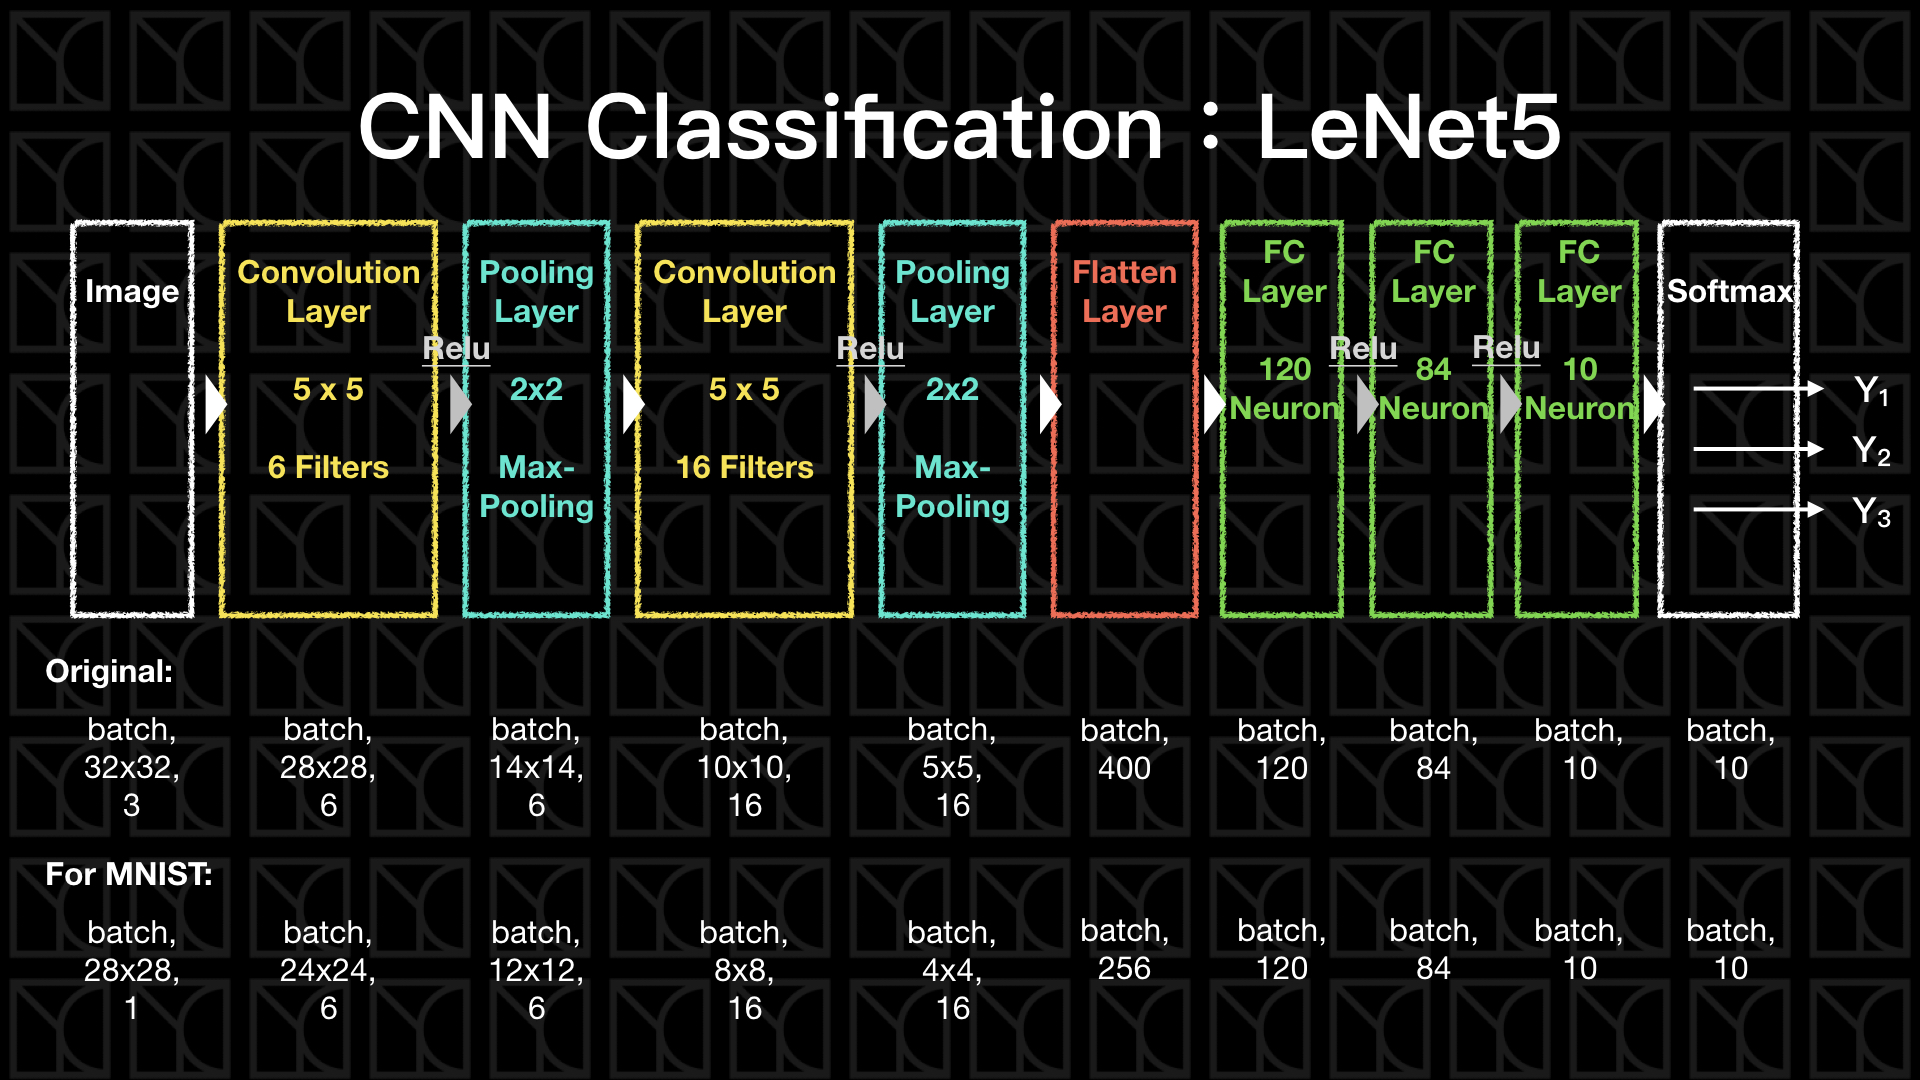 CNN Classification：LeNet5
Image
Convolution
Layer
5 x 5
6 Filters
Relu
Pooling
Layer
2x2
Max-
Pooling
Convolution
Layer
5 x 5
16 Filters
Relu
Pooling
Layer
2x2
Max-
Pooling
Flatten
Layer
FC
Layer
120
Neuron
Relu
FC
Layer
84
Neuron
Relu
FC
Layer
10
Neuron
Softmax
Y₁
Y₂
Y₃
Original:
batch,
32x32,
3
batch,
28x28,
6
batch,
14x14,
6
batch,
10x10,
16
batch,
5x5,
16
batch,
400
batch,
120
batch,
84
batch,
10
batch,
10
For MNIST:
batch,
28x28,
1
batch,
24x24,
6
batch,
12x12,
6
batch,
8x8,
16
batch,
4x4,
16
batch,
256
batch,
120
batch,
84
batch,
10
batch,
10